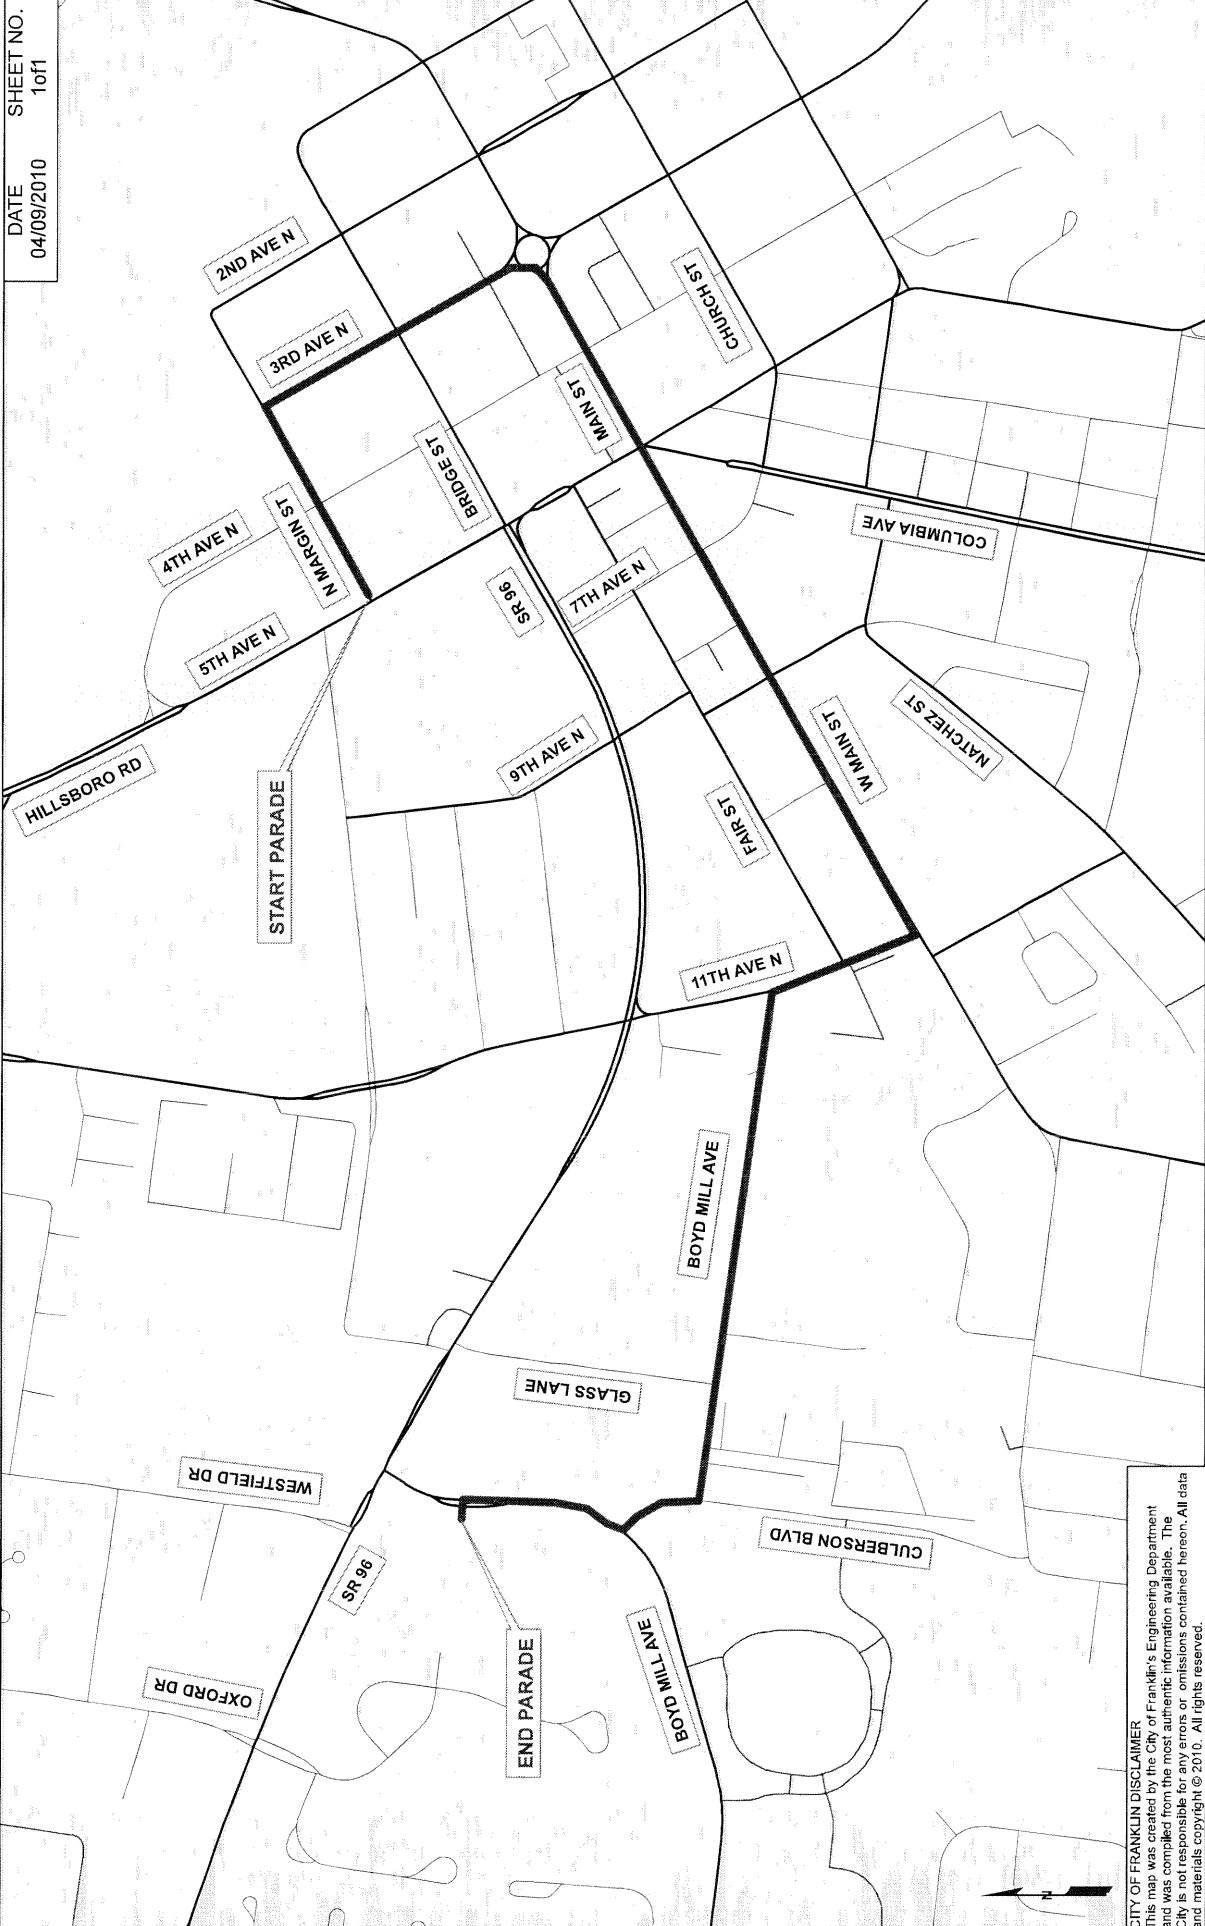 DATE SHEET NO.
04/09/2010 1of1
2ND AVE N
3RD AVE N
4TH AVE N
N MARGIN ST
5TH AVE N
HILLSBORO RD
START PARADE
BRIDGE ST
MAIN ST
CHURCH ST
SR 96
7TH AVE N
9TH AVE N
COLUMBIA AVE
NATCHEZ ST
W MAIN ST
FAIR ST
11TH AVE N
BOYD MILL AVE
GLASS LANE
WESTFIELD DR
SR 96
OXFORD DR
END PARADE
BOYD MILL AVE
CULBERSON BLVD
N
CITY OF FRANKLIN DISCLAIMER
This map was created by the City of Franklin's Engineering Department
and was compiled from the most authentic information available. The
City is not responsible for any errors or omissions contained hereon. All data
and materials copyright © 2010. All rights reserved.